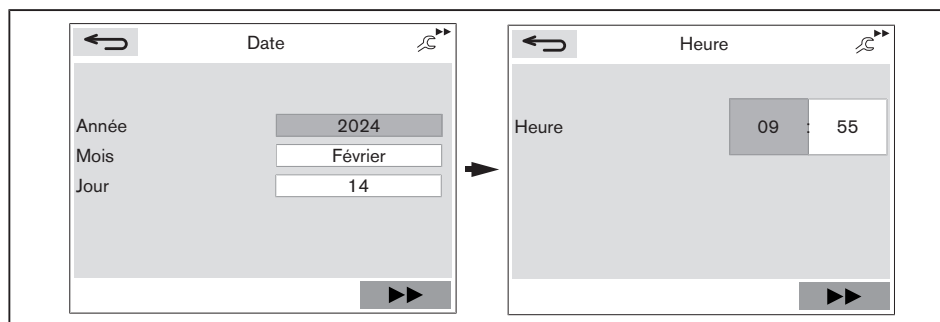 Date
Année 2024
Mois Février
Jour 14
Heure
Heure 09 : 55